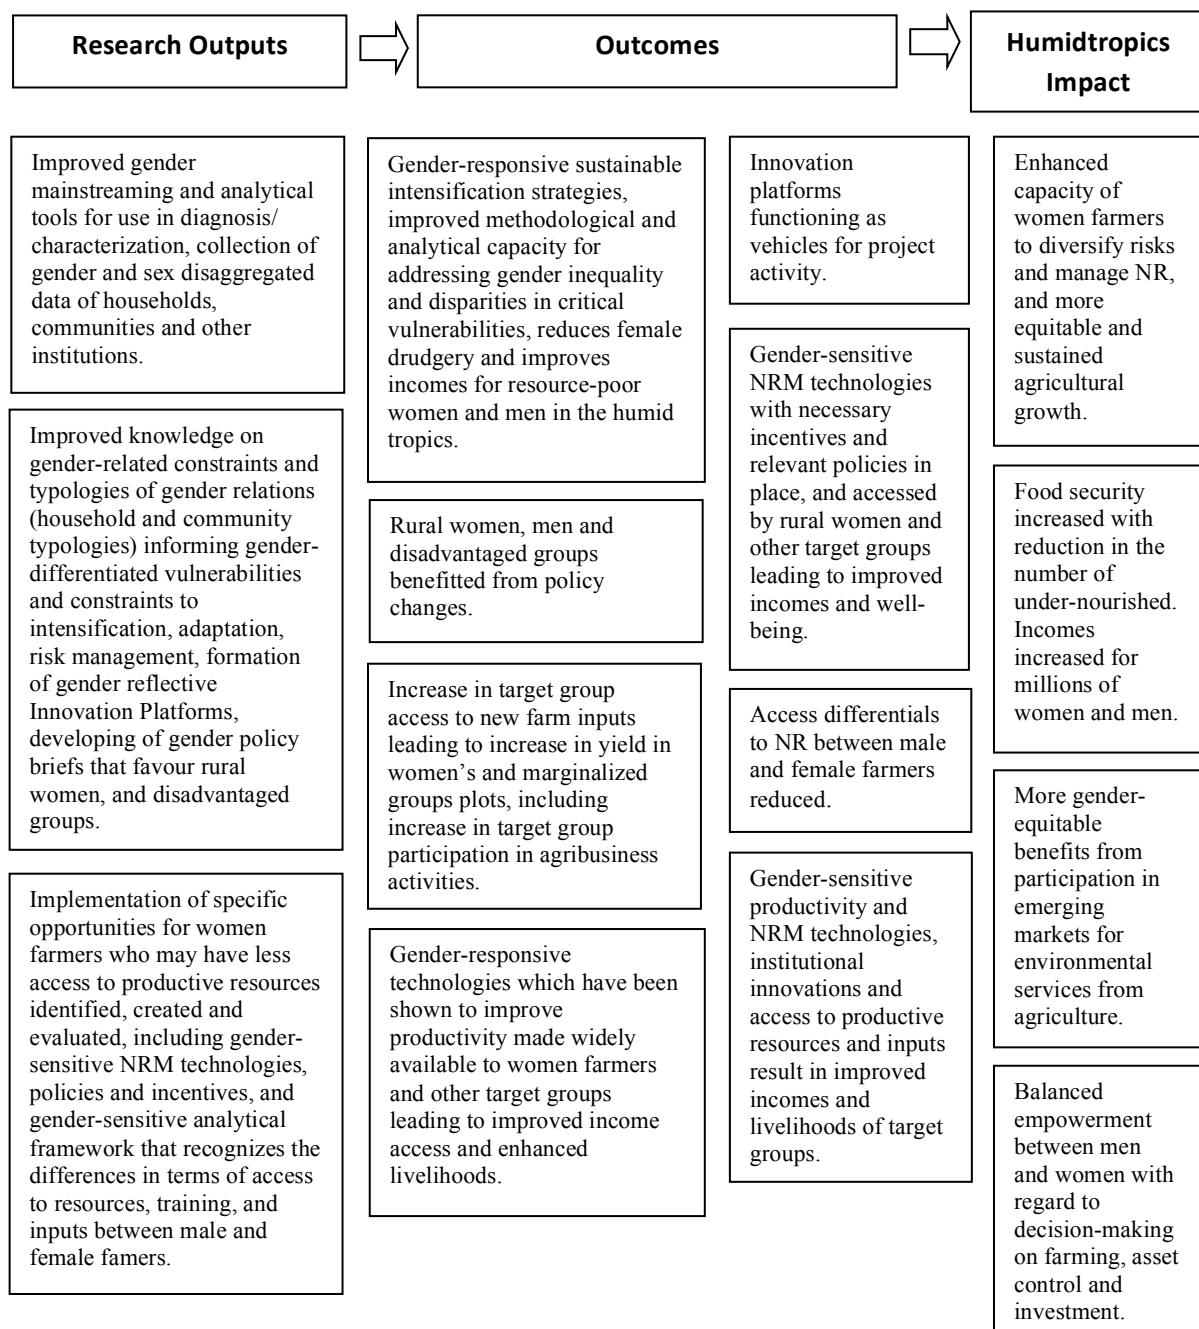 Research Outputs
Outcomes
Humidtropics
Impact
Improved gender
mainstreaming and analytical
tools for use in diagnosis/
characterization, collection of
gender and sex disaggregated
data of households,
communities and other
institutions.
Improved knowledge on
gender-related constraints and
typologies of gender relations
(household and community
typologies) informing gender-
differentiated vulnerabilities
and constraints to
intensification, adaptation,
risk management, formation
of gender reflective
Innovation Platforms,
developing of gender policy
briefs that favour rural
women, and disadvantaged
groups.
Implementation of specific
opportunities for women
farmers who may have less
access to productive resources
identified, created and
evaluated, including gender-
sensitive NRM technologies,
policies and incentives, and
gender-sensitive analytical
framework that recognizes the
differences in terms of access
to resources, training, and
inputs between male and
female famers.
Gender-responsive sustainable
intensification strategies,
improved methodological and
analytical capacity for
addressing gender inequality
and disparities in critical
vulnerabilities, reduces female
drudgery and improves
incomes for resource-poor
women and men in the humid
tropics.
Rural women, men and
disadvantaged groups
benefitted from policy
changes.
Increase in target group
access to new farm inputs
leading to increase in yield in
women’s and marginalized
groups plots, including
increase in target group
participation in agribusiness
activities.
Gender-responsive
technologies which have been
shown to improve
productivity made widely
available to women farmers
and other target groups
leading to improved income
access and enhanced
livelihoods.
Innovation
platforms
functioning as
vehicles for project
activity.
Gender-sensitive
NRM technologies
with necessary
incentives and
relevant policies in
place, and accessed
by rural women and
other target groups
leading to improved
incomes and well-
being.
Access differentials
to NR between male
and female farmers
reduced.
Gender-sensitive
productivity and
NRM technologies,
institutional
innovations and
access to productive
resources and inputs
result in improved
incomes and
livelihoods of target
groups.
Enhanced
capacity of
women farmers
to diversify risks
and manage NR,
and more
equitable and
sustained
agricultural
growth.
Food security
increased with
reduction in the
number of
under-nourished.
Incomes
increased for
millions of
women and men.
More gender-
equitable
benefits from
participation in
emerging
markets for
environmental
services from
agriculture.
Balanced
empowerment
between men
and women with
regard to
decision-making
on farming, asset
control and
investment.